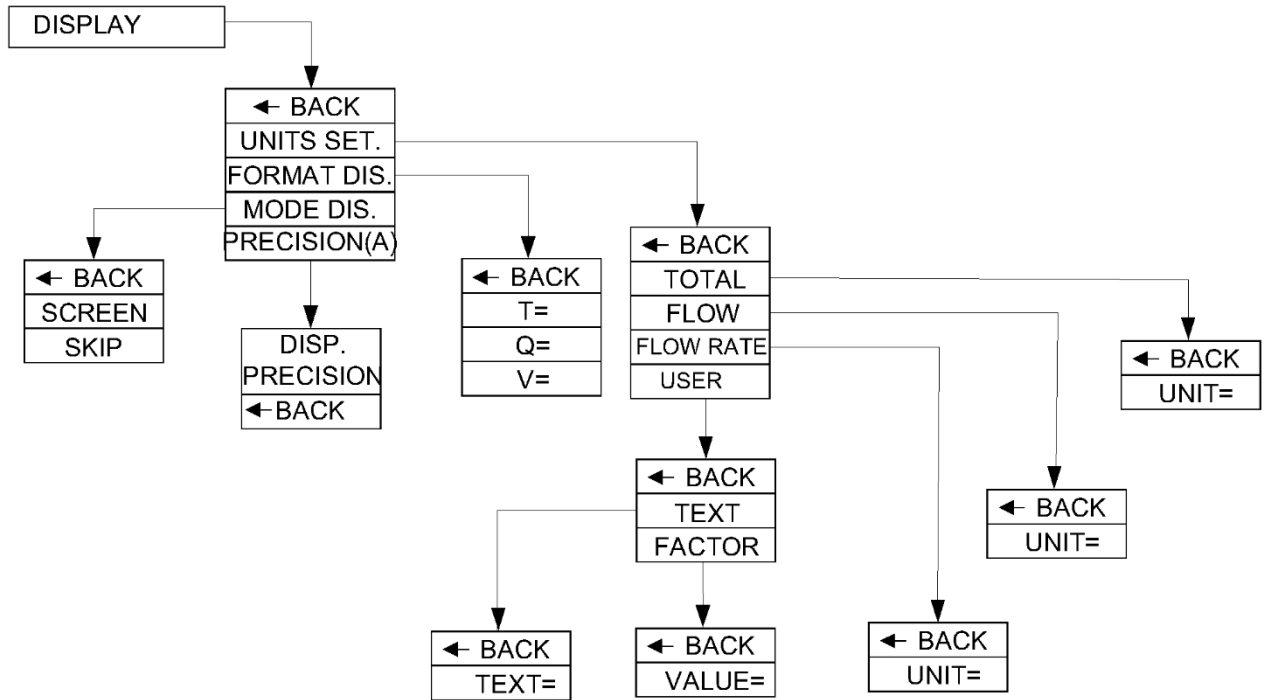 DISPLAY
← BACK
UNITS SET.
FORMAT DIS.
MODE DIS.
PRECISION(A)
← BACK
SCREEN
SKIP
DISP.
PRECISION
← BACK
← BACK
T=
Q=
V=
← BACK
TOTAL
FLOW
FLOW RATE
USER
← BACK
UNIT=
← BACK
UNIT=
← BACK
TEXT
FACTOR
← BACK
TEXT=
← BACK
VALUE=
← BACK
UNIT=